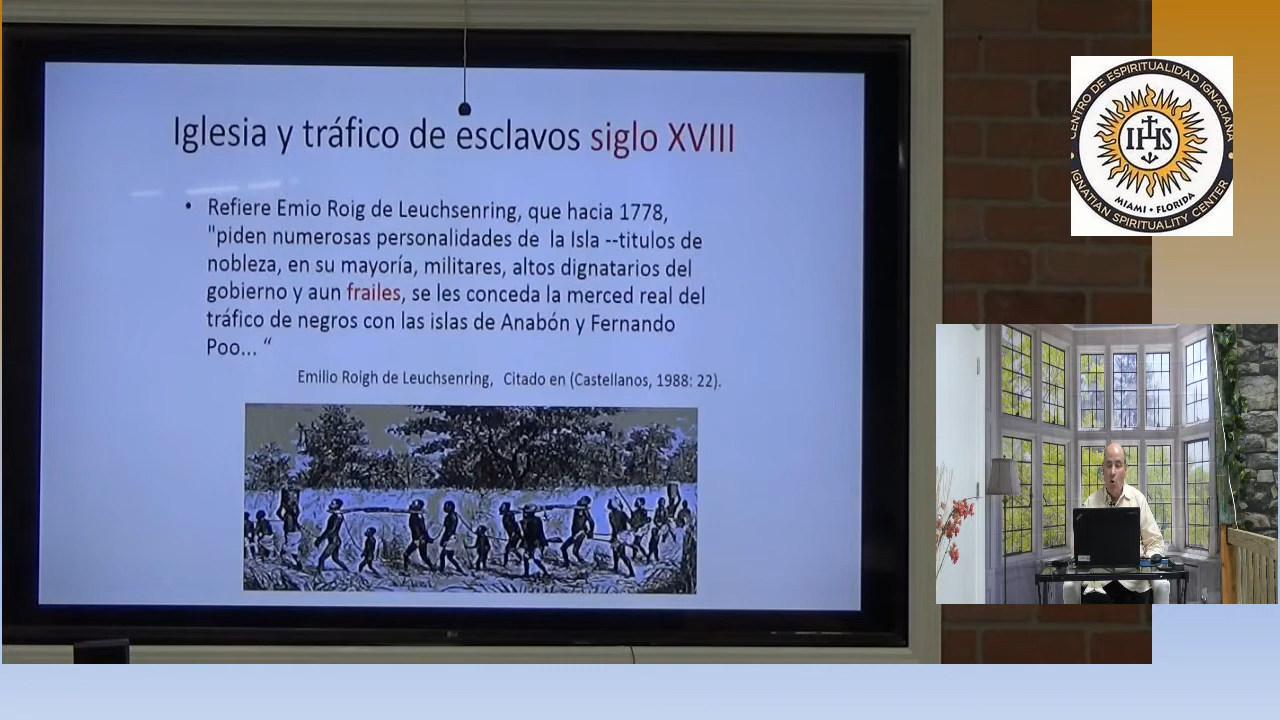 Iglesia y tráfico de esclavos siglo XVIII
• Refiere Emio Roig de Leuchsenring, que hacia 1778,
"piden numerosas personalidades de la Isla --titulos de
nobleza, en su mayoría, militares, altos dignatarios del
gobierno y aun frailes, se les conceda la merced real del
tráfico de negros con las islas de Anabón y Fernando
Poo... “
Emilio Roigh de Leuchsenring, Citado en (Castellanos, 1988: 22).
CENTRO DE ESPIRITUALIDAD IGNACIANA
IHS
MIAMI • FLORIDA
IGNATIAN SPIRITUALITY CENTER